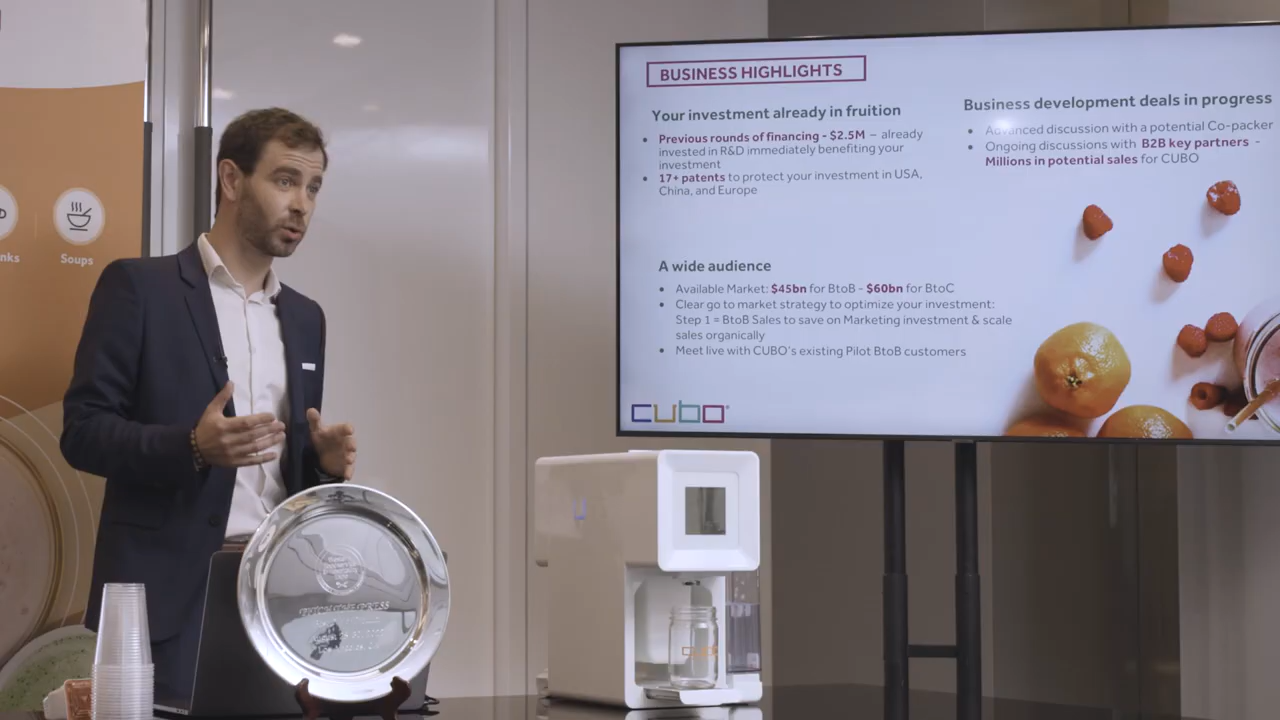 BUSINESS HIGHLIGHTS
Your investment already in fruition
• Previous rounds of financing - $2.5M – already
invested in R&D immediately benefiting your
investment
• 17+ patents to protect your investment in USA,
China, and Europe
Business development deals in progress
• Advanced discussion with a potential Co-packer
• Ongoing discussions with B2B key partners -
Millions in potential sales for CUBO
A wide audience
• Available Market: $45bn for BtoB - $60bn for BtoC
• Clear go to market strategy to optimize your investment:
Step 1 = BtoB Sales to save on Marketing investment & scale
sales organically
• Meet live with CUBO's existing Pilot BtoB customers
cubo®
nks
Soups